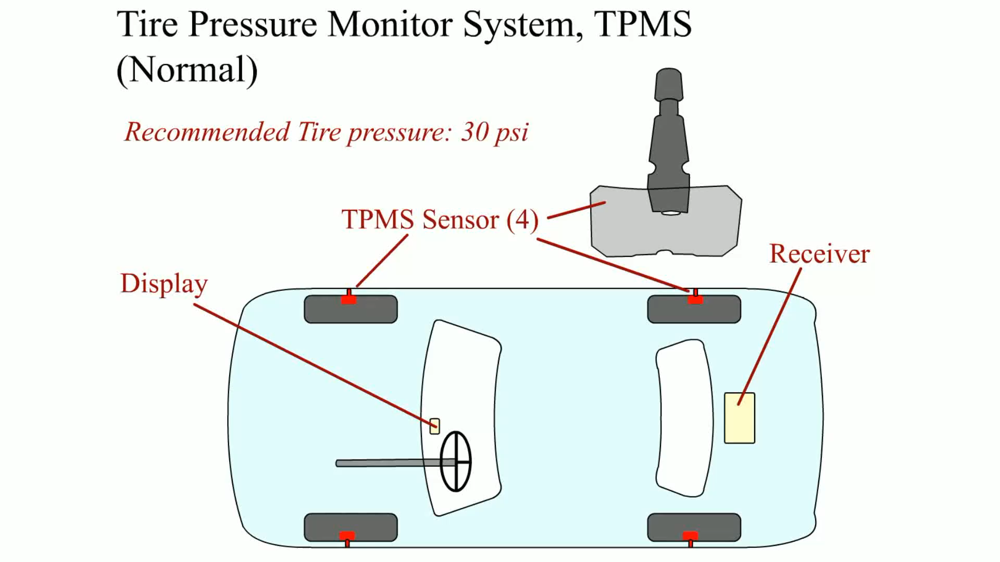 Tire Pressure Monitor System, TPMS
(Normal)
Recommended Tire pressure: 30 psi
TPMS Sensor (4)
Receiver
Display